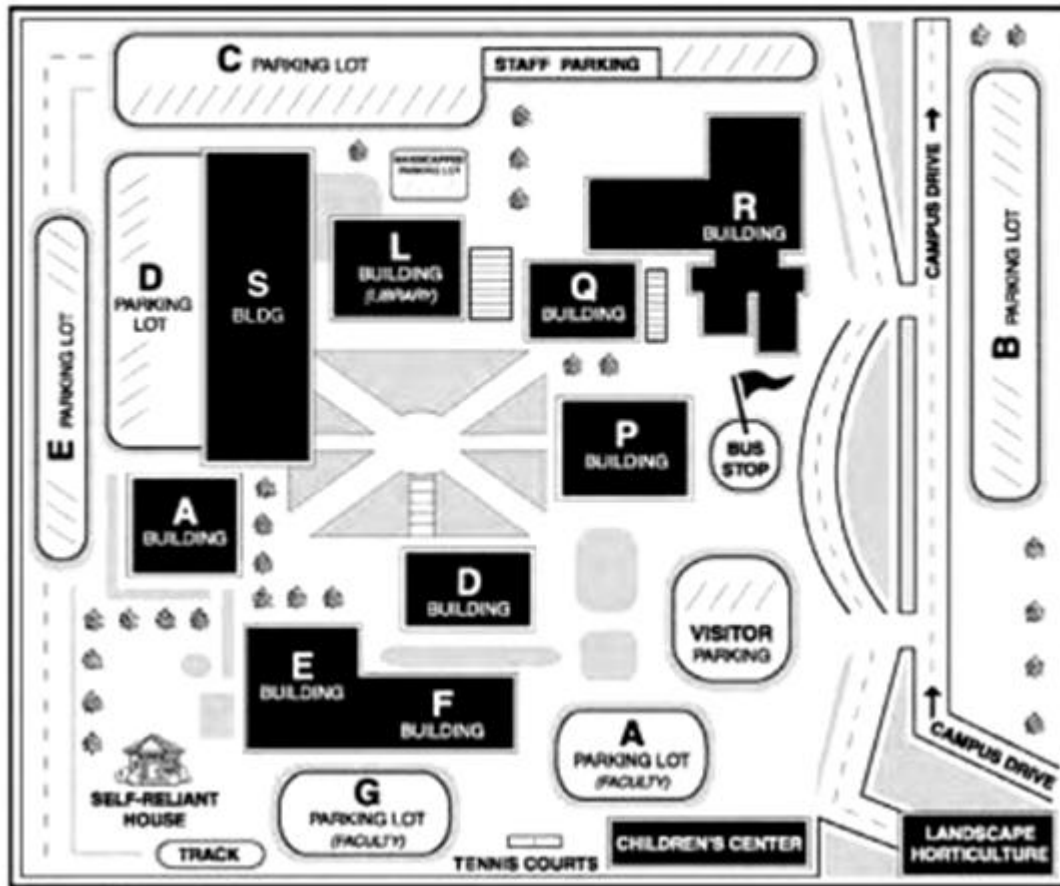 C PARKING LOT
STAFF PARKING
HANDICAPPED
PARKING LOT
CAMPUS DRIVE
B PARKING LOT
R
BUILDING
L
BUILDING
(LIBRARY)
Q
BUILDING
D
PARKING
LOT
S
BLDG
E PARKING LOT
P
BUILDING
BUS
STOP
A
BUILDING
D
BUILDING
VISITOR
PARKING
E
BUILDING
F
BUILDING
A
PARKING LOT
(FACULTY)
CAMPUS DRIVE
SELF-RELIANT
HOUSE
G
PARKING LOT
(FACULTY)
TRACK
TENNIS COURTS
CHILDREN'S CENTER
LANDSCAPE
HORTICULTURE